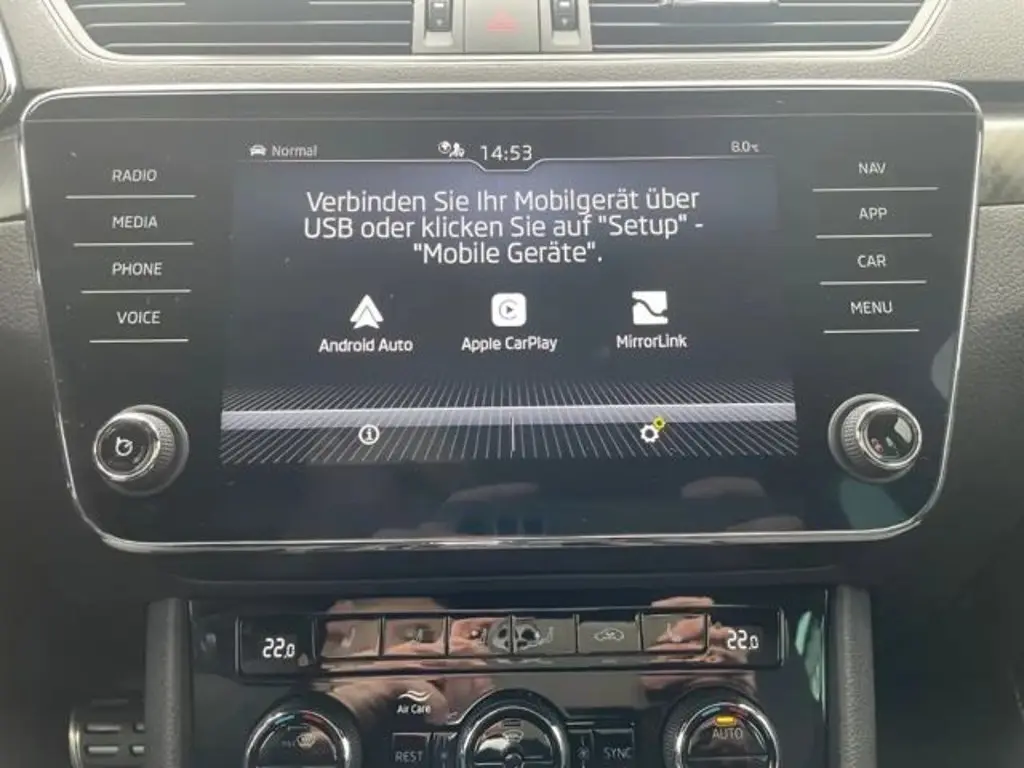 Normal
14:53
8.0°C
RADIO
MEDIA
PHONE
VOICE
Verbinden Sie Ihr Mobilgerät über
USB oder klicken Sie auf "Setup" -
"Mobile Geräte".
Android Auto
Apple CarPlay
MirrorLink
NAV
APP
CAR
MENU
22.0
22.0
Air Care
REST
SYNC
AUTO